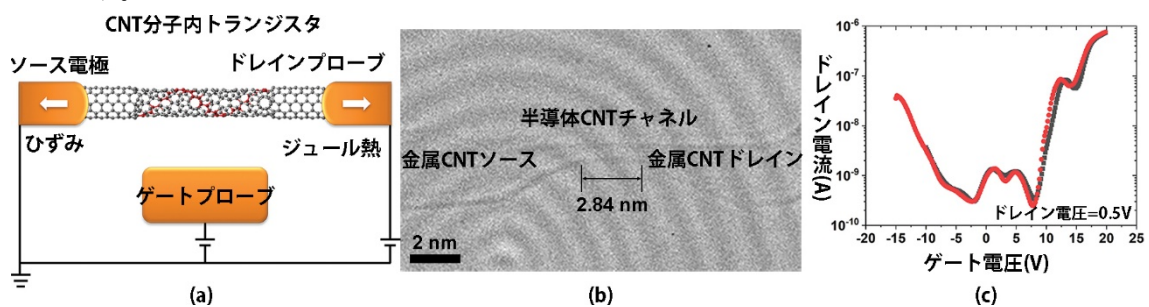 CNT分子内トランジスタ
ソース電極
ドレインプローブ
ひずみ
ジュール熱
ゲートプローブ
(a)
半導体CNTチャネル
金属CNTソース
金属CNTドレイン
2.84 nm
2 nm
(b)
ドレイン電流(A)
10-6
10-7
10-8
10-9
10-10
ドレイン電圧=0.5V
-20 -15 -10 -5 0 5 10 15 20 25
ゲート電圧(V)
(c)